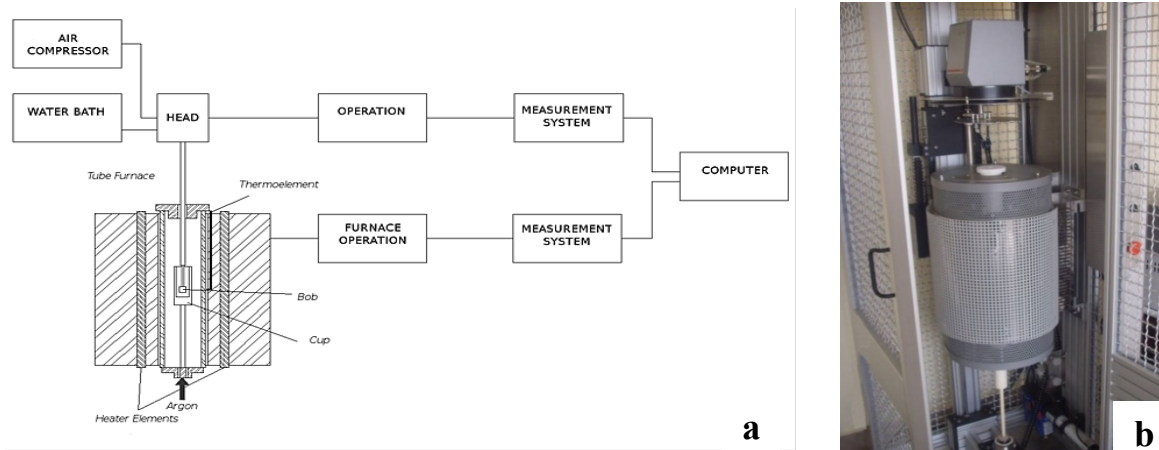 AIR
COMPRESSOR
WATER BATH
HEAD
OPERATION
MEASUREMENT
SYSTEM
COMPUTER
Tube Furnace
Thermoelement
FURNACE
OPERATION
MEASUREMENT
SYSTEM
Bob
Cup
Argon
Heater Elements
a
b